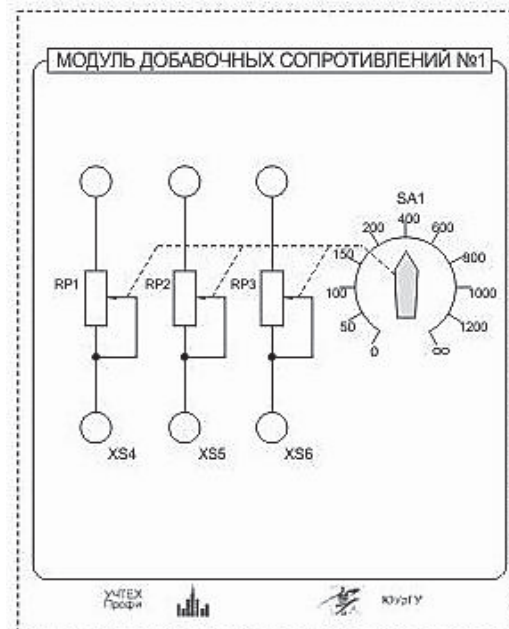 МОДУЛЬ ДОБАВОЧНЫХ СОПРОТИВЛЕНИЙ №1
SA1
400
200 600
150 800
RP1 RP2 RP3
100 1000
50 1200
0 ∞
XS4 XS5 XS6
УЧТЕХ
Профи
ЮУрГУ